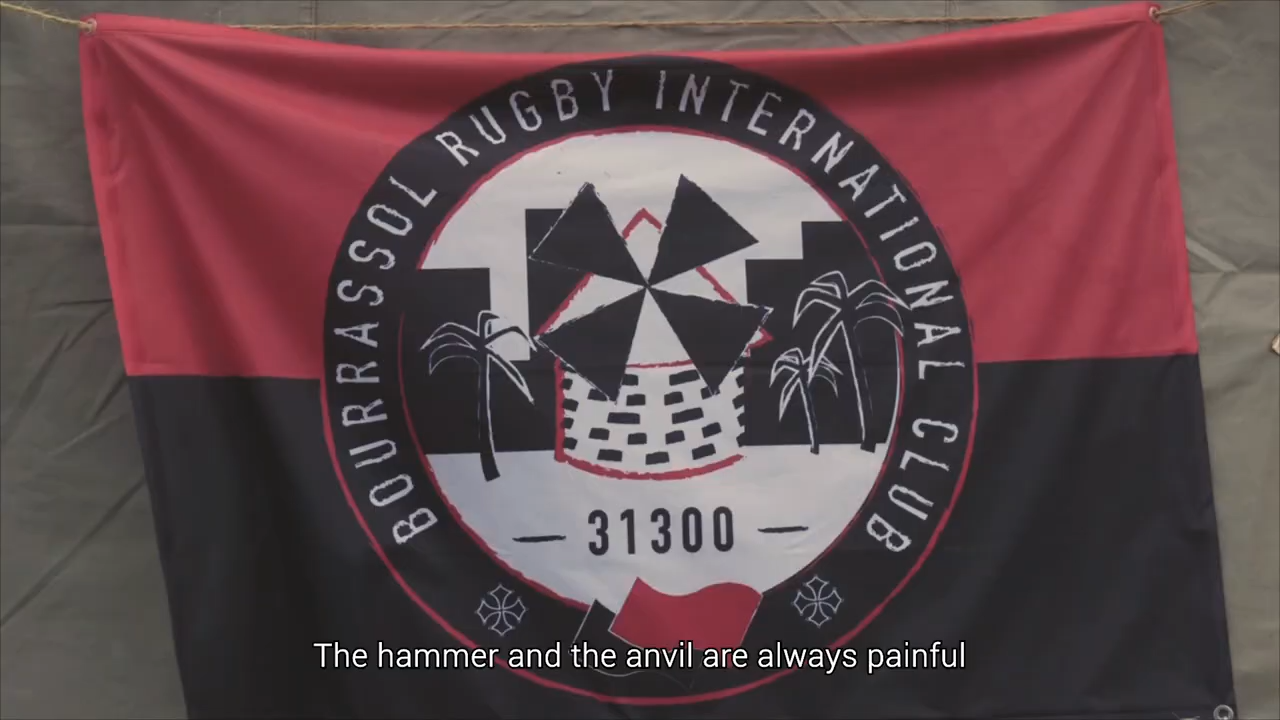 BOURRASSOL RUGBY INTERNATIONAL CLUB
31300
The hammer and the anvil are always painful